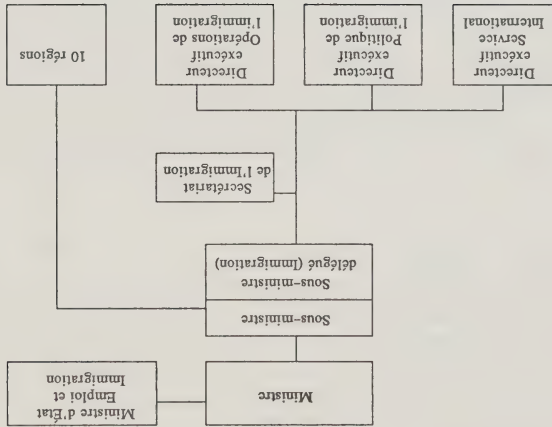 Ministre
Ministre d'État
Emploi et
Immigration
Sous-ministre
Sous-ministre
délégué (Immigration)
Secrétariat
de l'Immigration
Directeur
exécutif
Service
International
Directeur
exécutif
Politique de
l'immigration
Directeur
exécutif
Opérations de
l'immigration
10 régions